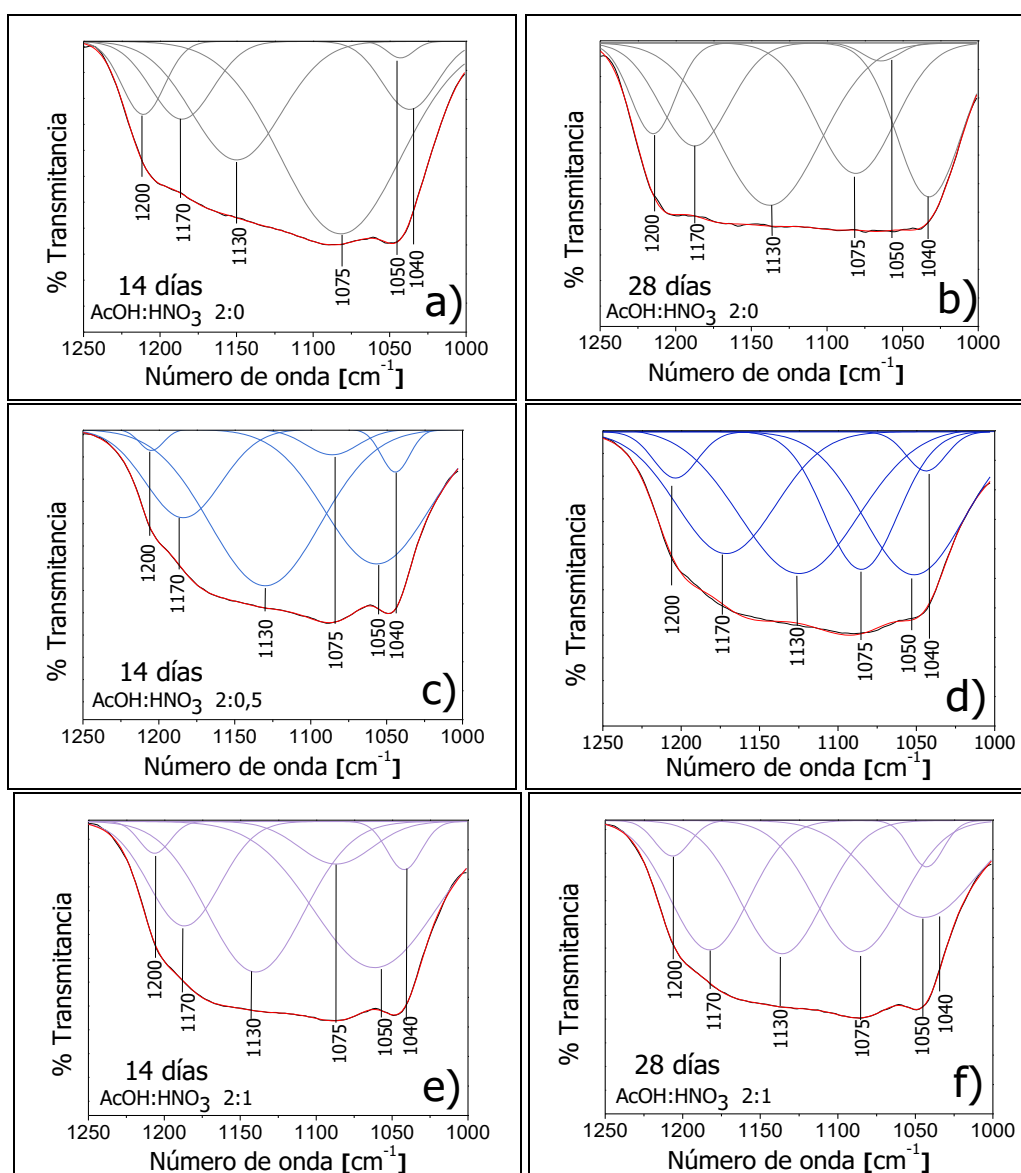 % Transmitancia
1200
1170
1130
1075
1050
1040
14 días
AcOH:HNO3 2:0
a)
1250 1200 1150 1100 1050 1000
Número de onda [cm-1]
% Transmitancia
1200
1170
1130
1075
1050
1040
28 días
AcOH:HNO3 2:0
b)
1250 1200 1150 1100 1050 1000
Número de onda [cm-1]
% Transmitancia
1200
1170
1130
1075
1050
1040
14 días
AcOH:HNO3 2:0,5
c)
1250 1200 1150 1100 1050 1000
Número de onda [cm-1]
% Transmitancia
1200
1170
1130
1075
1050
1040
d)
1250 1200 1150 1100 1050 1000
Número de onda [cm-1]
% Transmitancia
1200
1170
1130
1075
1050
1040
14 días
AcOH:HNO3 2:1
e)
1250 1200 1150 1100 1050 1000
Número de onda [cm-1]
% Transmitancia
1200
1170
1130
1075
1050
1040
28 días
AcOH:HNO3 2:1
f)
1250 1200 1150 1100 1050 1000
Número de onda [cm-1]